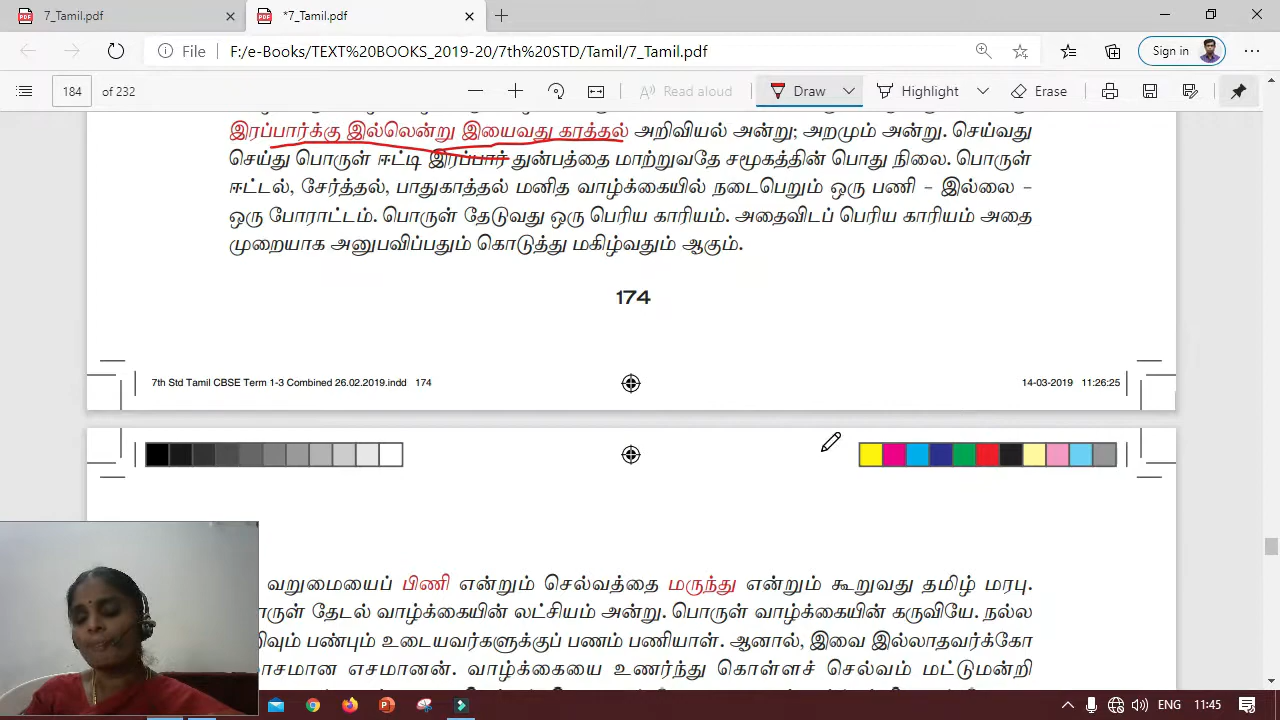 7_Tamil.pdf
*7_Tamil.pdf
File
F:/e-Books/TEXT%20BOOKS_2019-20/7th%20STD/Tamil/7_Tamil.pdf
Sign in
184 of 232
Read aloud
Draw
Highlight
Erase
இரப்பார்க்கு இல்லென்று இயைவது காத்தல் அறிவியல் அன்று; அறமும் அன்று. செய்வது
செய்து பொருள் ஈட்டி இரப்பார் துன்பத்தை மாற்றுவதே சமூகத்தின் பொது நிலை. பொருள்
ஈட்டல், சேர்த்தல், பாதுகாத்தல் மனித வாழ்க்கையில் நடைபெறும் ஒரு பணி – இல்லை –
ஒரு போராட்டம். பொருள் தேடுவது ஒரு பெரிய காரியம். அதைவிடப் பெரிய காரியம் அதை
முறையாக அனுபவிப்பதும் கொடுத்து மகிழ்வதும் ஆகும்.
174
7th Std Tamil CBSE Term 1-3 Combined 26.02.2019.indd 174
14-03-2019 11:26:25
வறுமையைப் பிணி என்றும் செல்வத்தை மருந்து என்றும் கூறுவது தமிழ் மரபு.
தேடல் வாழ்க்கையின் லட்சியம் அன்று. பொருள் வாழ்க்கையின் கருவியே. நல்ல
பண்பும் உடையவர்களுக்குப் பணம் பணியாள். ஆனால், இவை இல்லாதவர்க்கோ
எசமானன். வாழ்க்கையை உணர்ந்து கொள்ளச் செல்வம் மட்டுமன்றி
ENG
11:45